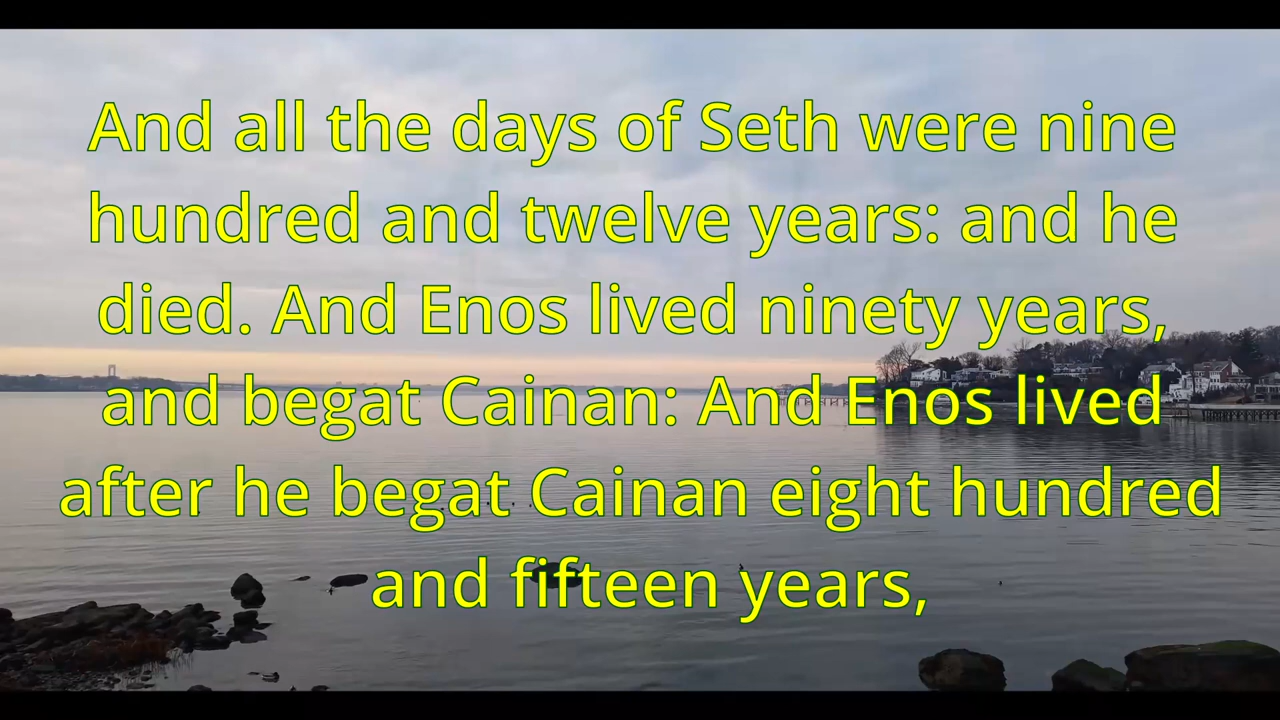 And all the days of Seth were nine
hundred and twelve years: and he
died. And Enos lived ninety years,
and begat Cainan: And Enos lived
after he begat Cainan eight hundred
and fifteen years,